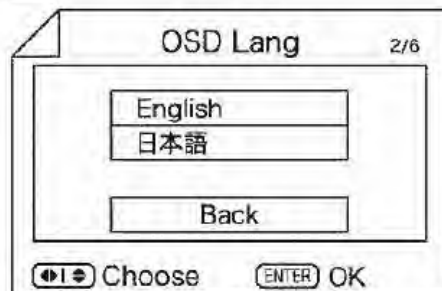 OSD Lang 2/6
English
日本語
Back
Choose ENTER OK